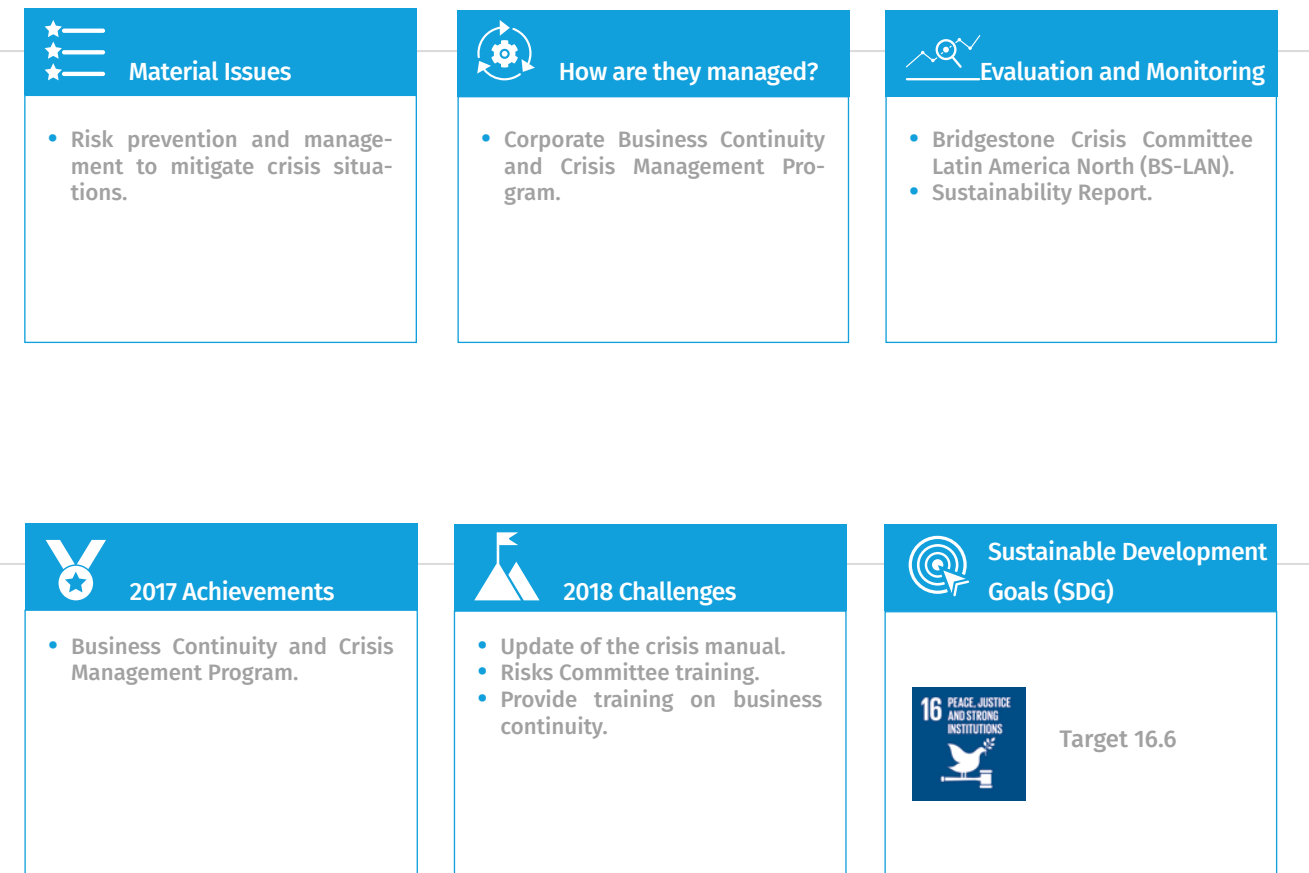 Material Issues
• Risk prevention and manage-
ment to mitigate crisis situa-
tions.
How are they managed?
• Corporate Business Continuity
and Crisis Management Pro-
gram.
Evaluation and Monitoring
• Bridgestone Crisis Committee
Latin America North (BS-LAN).
• Sustainability Report.
2017 Achievements
• Business Continuity and Crisis
Management Program.
2018 Challenges
• Update of the crisis manual.
• Risks Committee training.
• Provide training on business
continuity.
Sustainable Development
Goals (SDG)
16 PEACE, JUSTICE
AND STRONG
INSTITUTIONS
Target 16.6